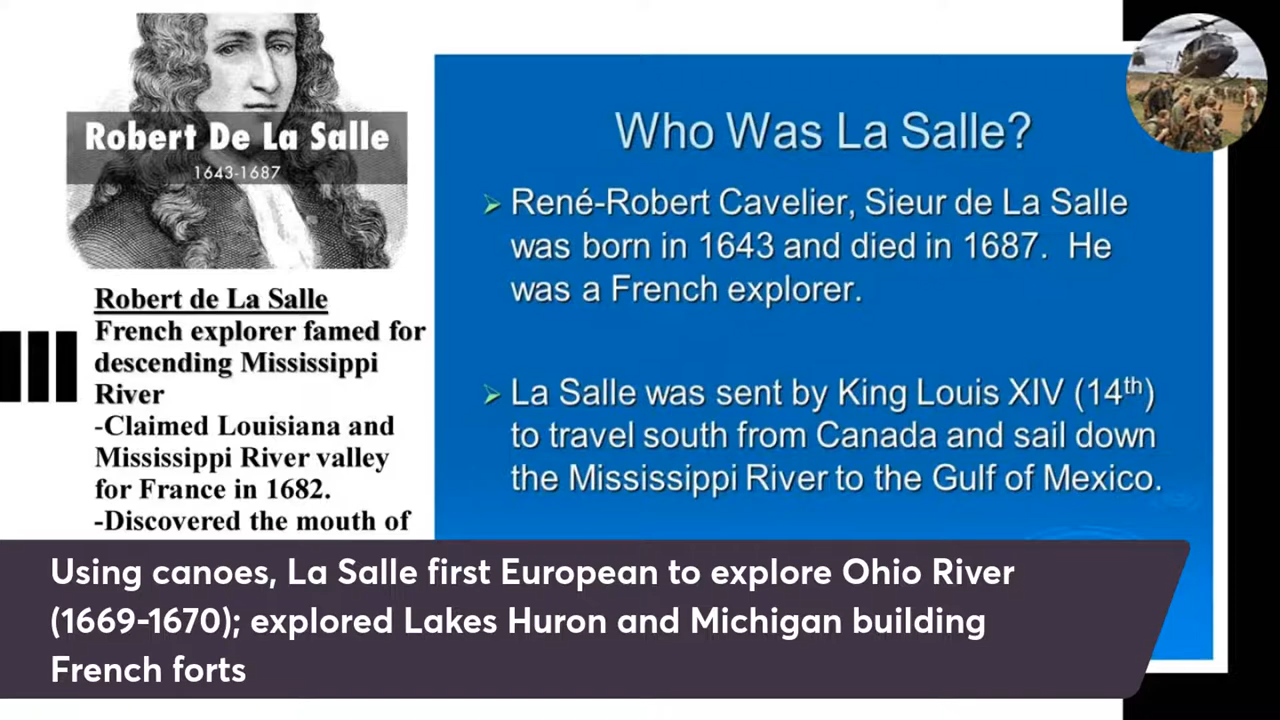 Robert De La Salle
1643-1687
Robert de La Salle
French explorer famed for
descending Mississippi
River
-Claimed Louisiana and
Mississippi River valley
for France in 1682.
-Discovered the mouth of
Who Was La Salle?
René-Robert Cavelier, Sieur de La Salle
was born in 1643 and died in 1687. He
was a French explorer.
La Salle was sent by King Louis XIV (14th)
to travel south from Canada and sail down
the Mississippi River to the Gulf of Mexico.
Using canoes, La Salle first European to explore Ohio River
(1669-1670); explored Lakes Huron and Michigan building
French forts